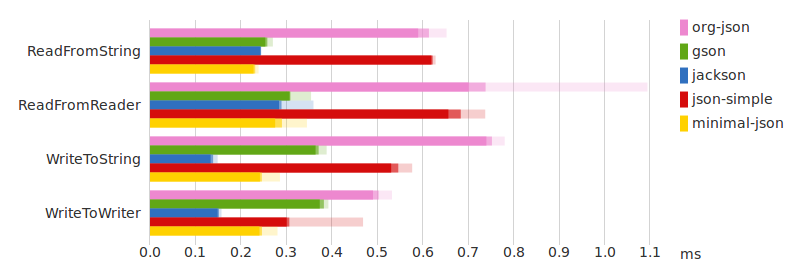 ReadFromString
ReadFromReader
WriteToString
WriteToWriter
0.0 0.1 0.2 0.3 0.4 0.5 0.6 0.7 0.8 0.9 1.0 1.1 ms
org-json
gson
jackson
json-simple
minimal-json